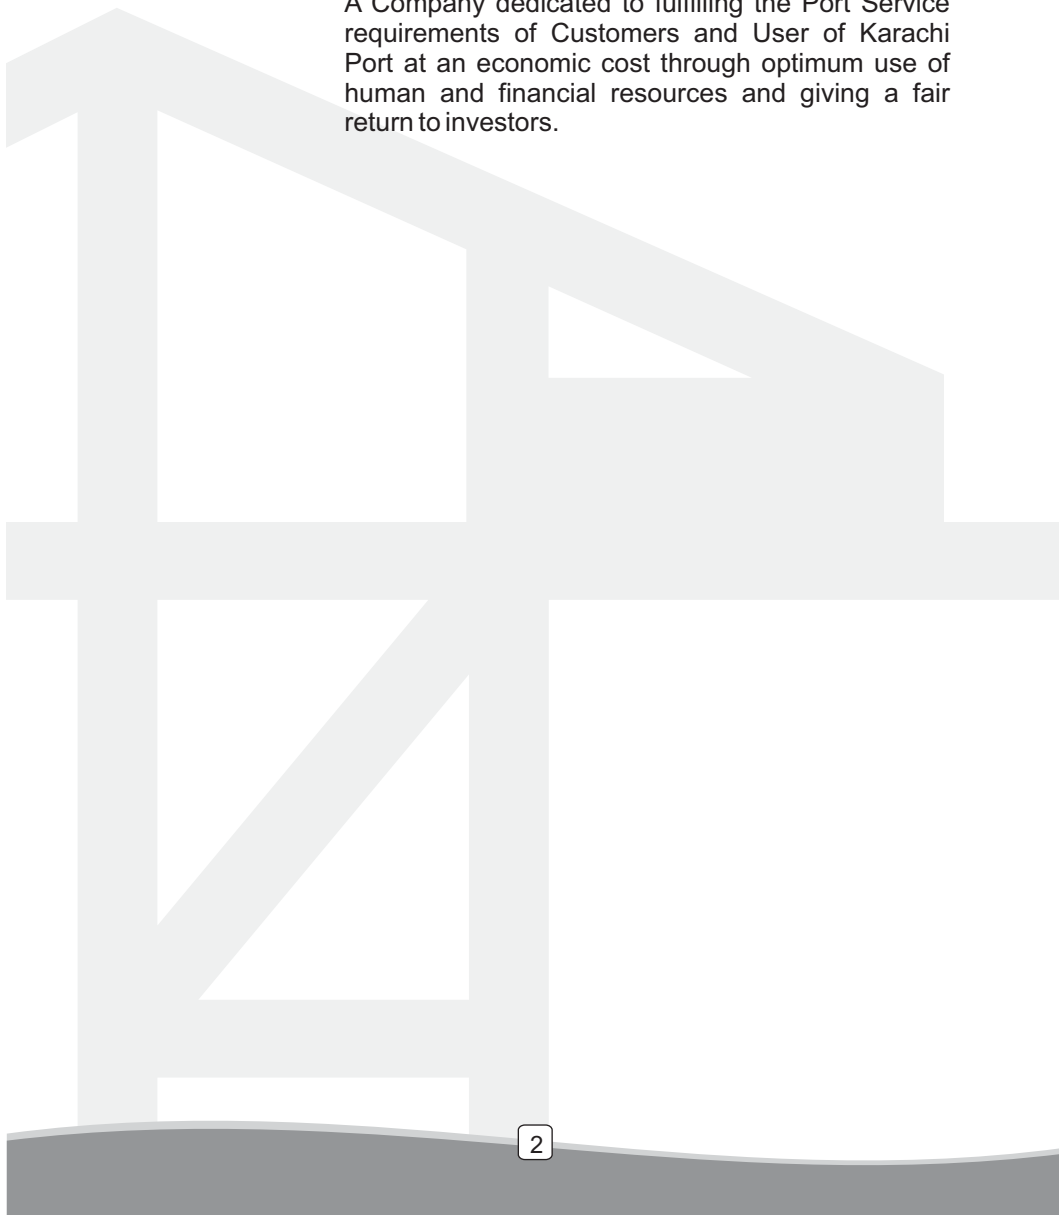 A Company dedicated to fulfilling the Port Service
requirements of Customers and User of Karachi
Port at an economic cost through optimum use of
human and financial resources and giving a fair
return to investors.
2